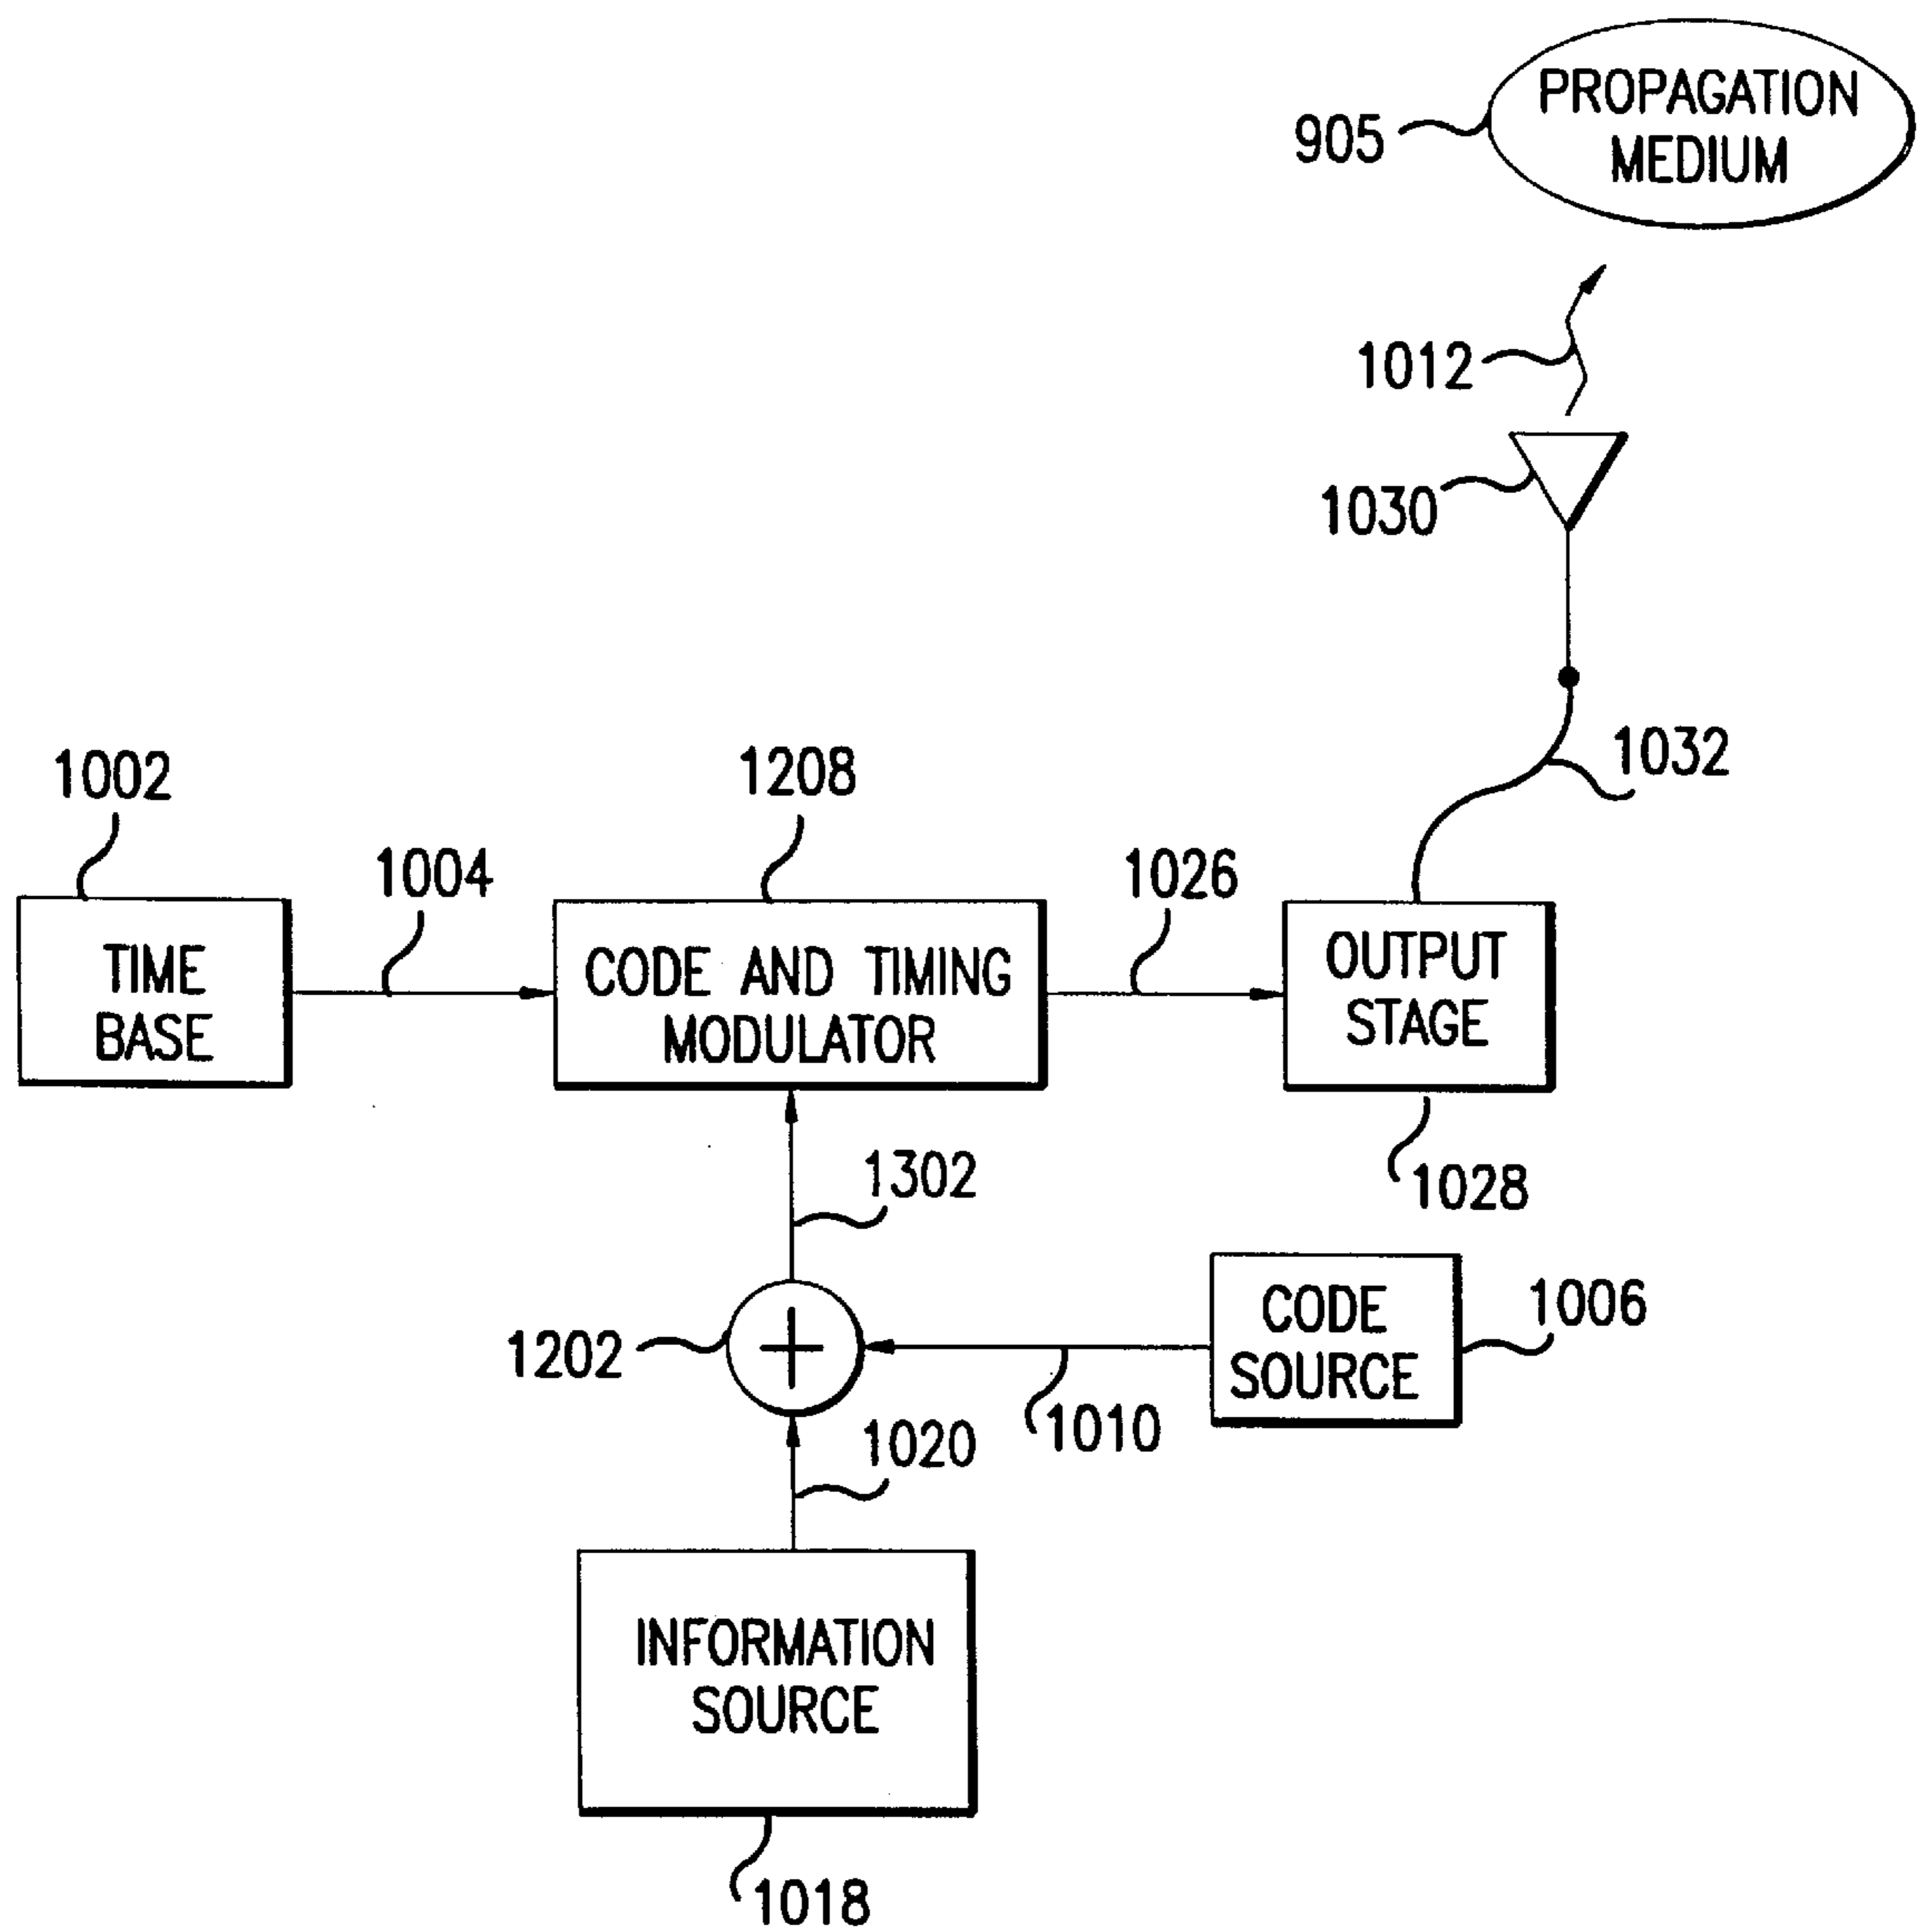 PROPAGATION
MEDIUM
905
1012
1030
1032
1002
1004
1208
1026
TIME
BASE
CODE AND TIMING
MODULATOR
OUTPUT
STAGE
1302
1028
1202
CODE
SOURCE
1006
1020
1010
INFORMATION
SOURCE
1018